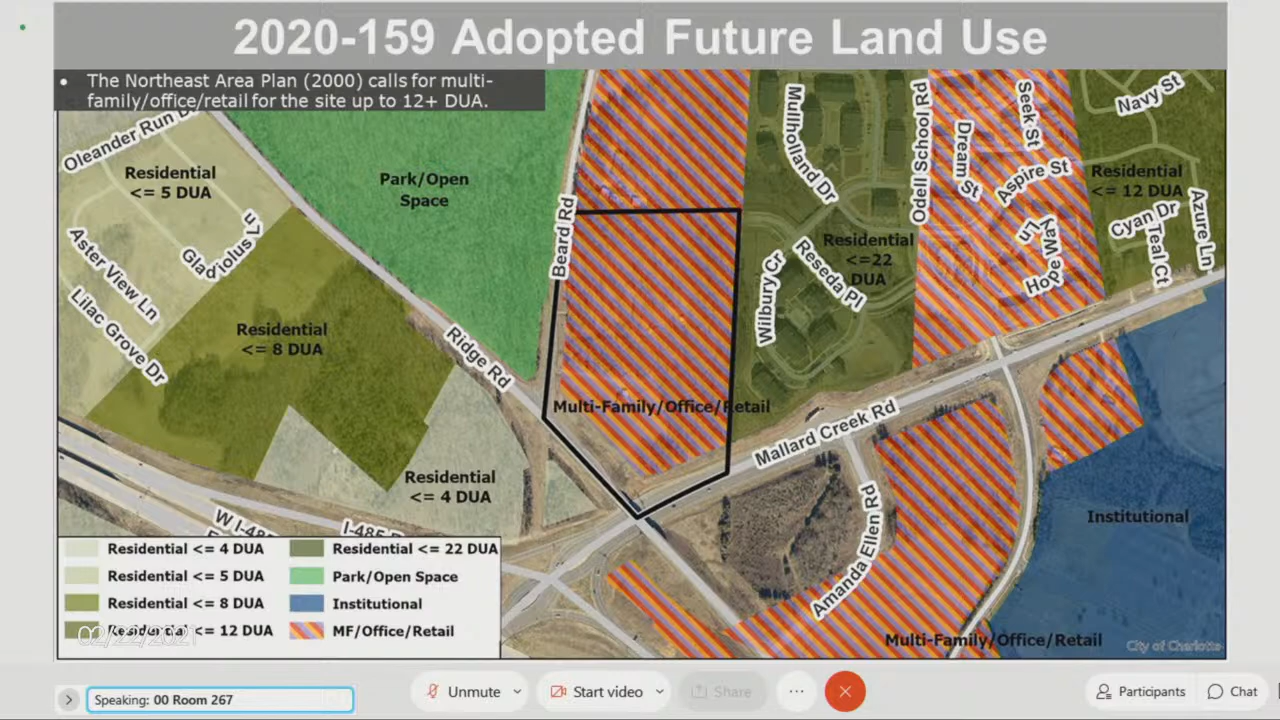 2020-159 Adopted Future Land Use
• The Northeast Area Plan (2000) calls for multi-
family/office/retail for the site up to 12+ DUA.
Oleander Run D
Residential
<= 5 DUA
Gladiolus Ln
Aster View Ln
Lilac Grove Dr
Park/Open
Space
Beard Rd
Residential
<= 8 DUA
Ridge Rd
Residential
<= 4 DUA
W I-485
I-485
Multi-Family/Office/Retail
Mullholland Dr
Odell School Rd
Dream St
Seek St
Aspire St
Navy St
Residential
<= 12 DUA
Cyan Dr
Teal Ct
Azure Ln
Residential
<=22
DUA
Wilbury Cr
Reseda Pl
Hope Way
Ln
Mallard Creek Rd
Amanda Ellen Rd
Institutional
Multi-Family/Office/Retail
City of Charlotte
Residential <= 4 DUA
Residential <= 5 DUA
Residential <= 8 DUA
Residential <= 12 DUA
Residential <= 22 DUA
Park/Open Space
Institutional
MF/Office/Retail
02/22/2021
Speaking: 00 Room 267
Unmute
Start video
Share
Participants
Chat